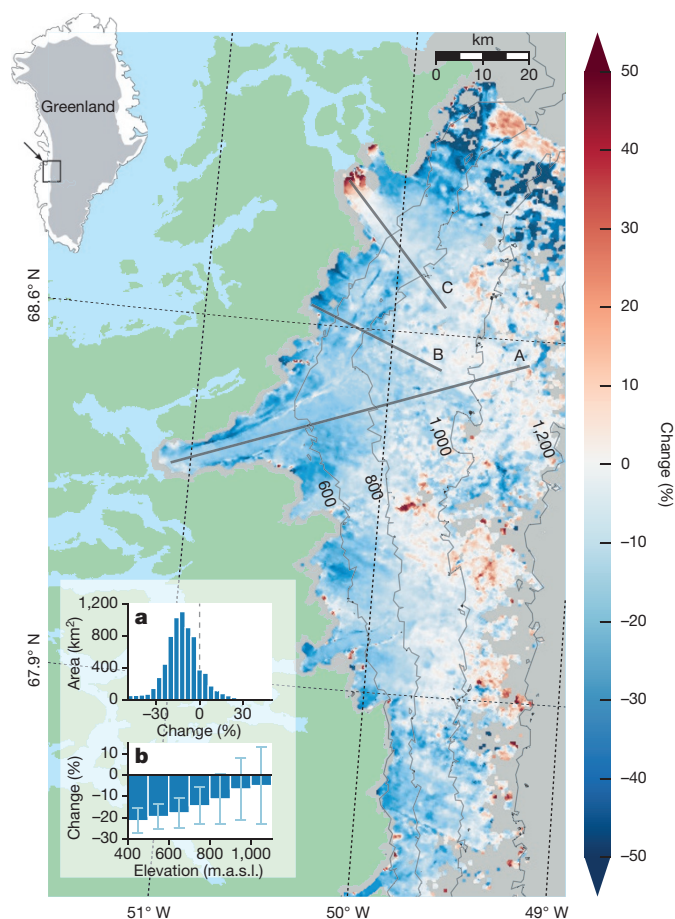 km
0 10 20
Greenland
68.6° N
67.9° N
C
B
A
600
800
1,000
1,200
a
1,200
800
400
0
Area (km²)
−30 0 30
Change (%)
b
10
0
−10
−20
−30
Change (%)
400 600 800 1,000
Elevation (m.a.s.l.)
51° W 50° W 49° W
50
40
30
20
10
0
−10
−20
−30
−40
−50
Change (%)